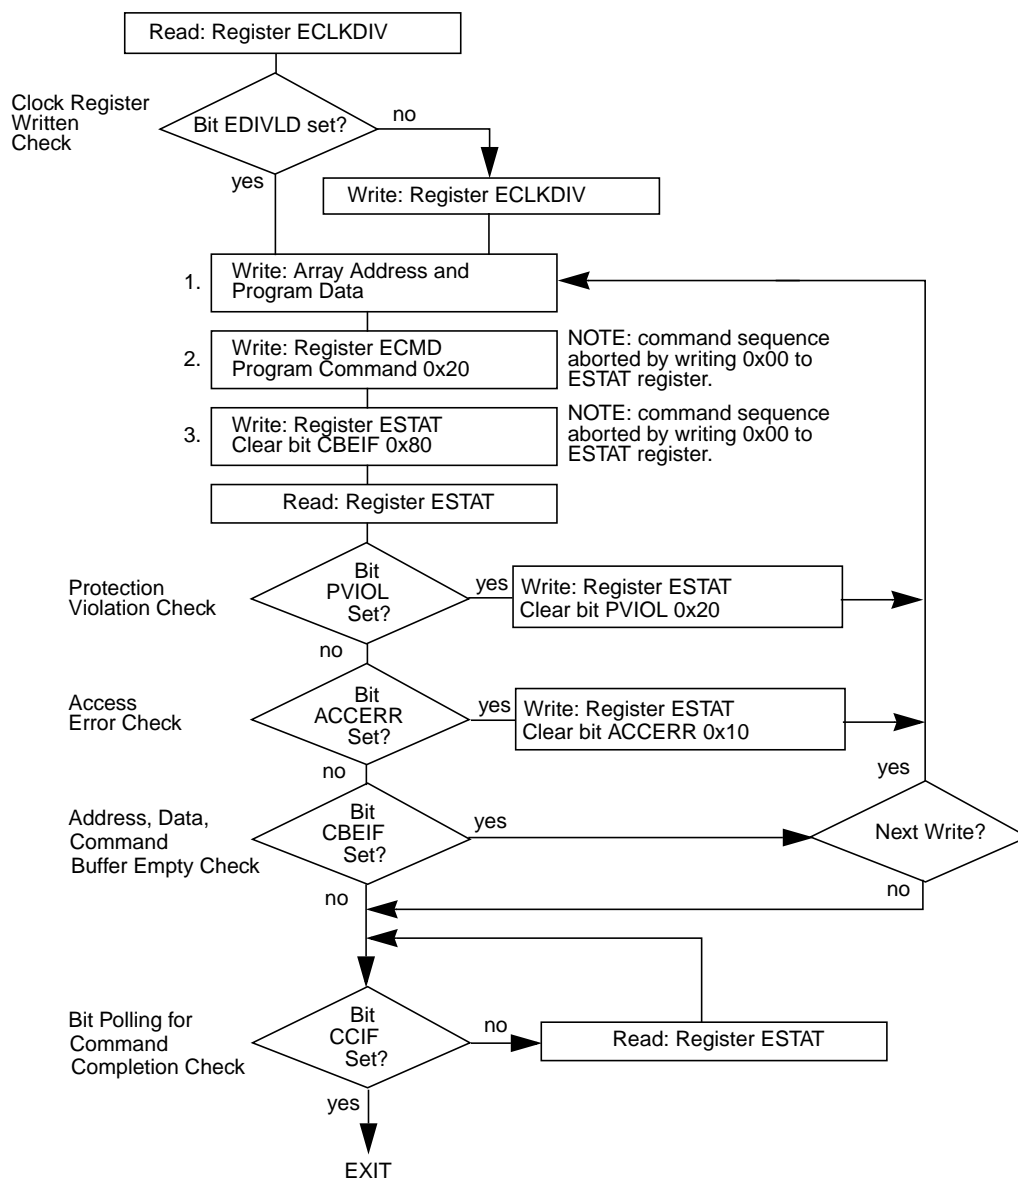 Read: Register ECLKDIV
Clock Register
Written
Check
Bit EDIVLD set?
no
yes
Write: Register ECLKDIV
1.
Write: Array Address and
Program Data
2.
Write: Register ECMD
Program Command 0x20
NOTE: command sequence
aborted by writing 0x00 to
ESTAT register.
3.
Write: Register ESTAT
Clear bit CBEIF 0x80
NOTE: command sequence
aborted by writing 0x00 to
ESTAT register.
Read: Register ESTAT
Protection
Violation Check
Bit
PVIOL
Set?
yes
Write: Register ESTAT
Clear bit PVIOL 0x20
no
Access
Error Check
Bit
ACCERR
Set?
yes
Write: Register ESTAT
Clear bit ACCERR 0x10
no
yes
Address, Data,
Command
Buffer Empty Check
Bit
CBEIF
Set?
yes
Next Write?
no
no
Bit Polling for
Command
Completion Check
Bit
CCIF
Set?
no
Read: Register ESTAT
yes
EXIT